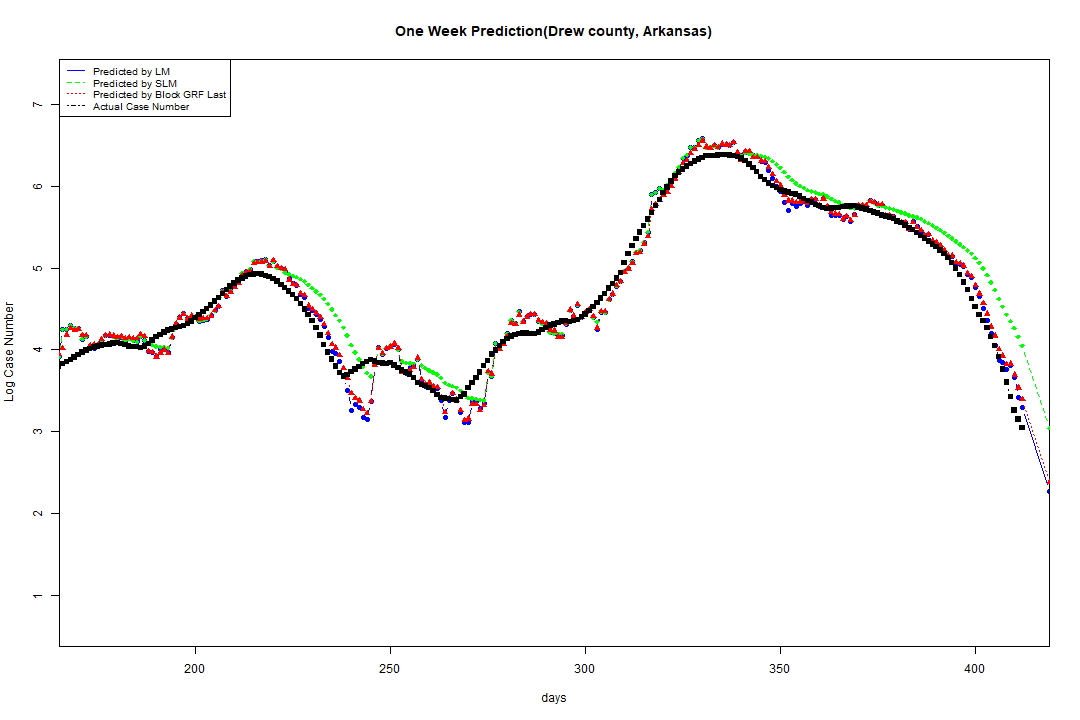 One Week Prediction(Drew county, Arkansas)
Predicted by LM
Predicted by SLM
Predicted by Block GRF Last
Actual Case Number
Log Case Number
7
6
5
4
3
2
1
200 250 300 350 400
days